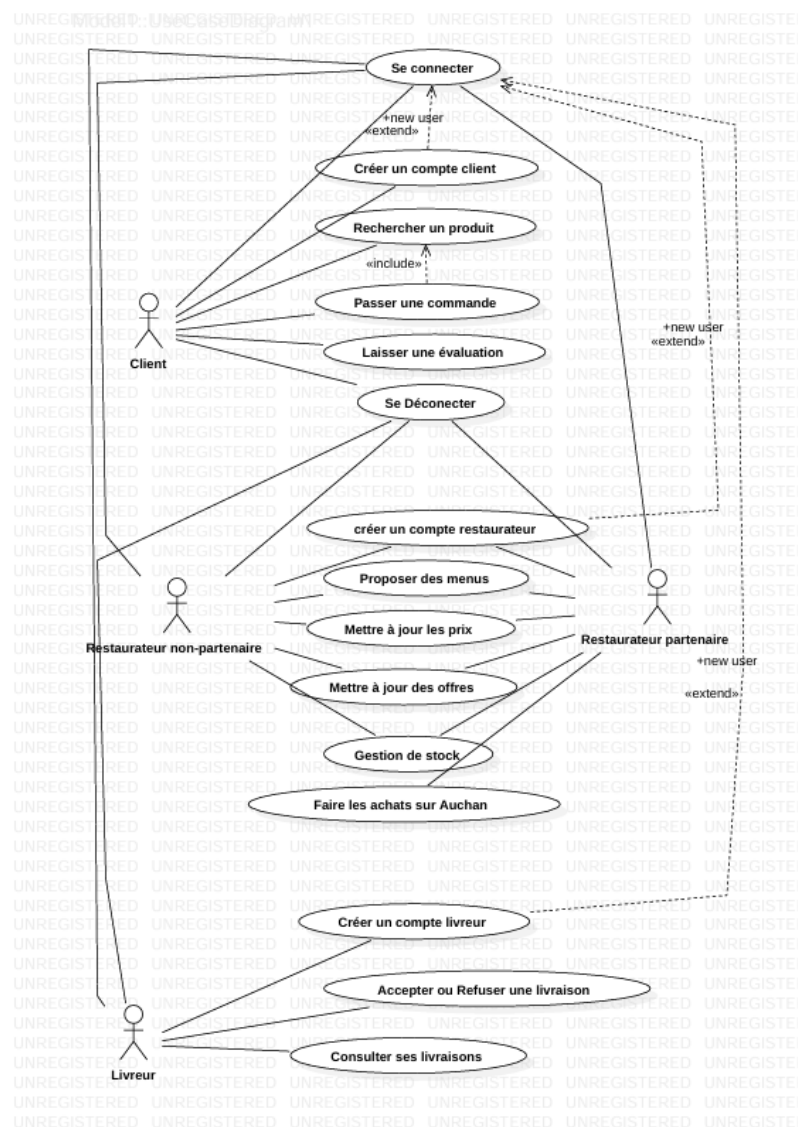 Model1::UseCaseDiagram1
Se connecter
+new user
«extend»
Créer un compte client
Rechercher un produit
«include»
Passer une commande
Client
Laisser une évaluation
+new user
«extend»
Se Déconecter
créer un compte restaurateur
Proposer des menus
Mettre à jour les prix
Restaurateur non-partenaire
Restaurateur partenaire
+new user
Mettre à jour des offres
«extend»
Gestion de stock
Faire les achats sur Auchan
Créer un compte livreur
Accepter ou Refuser une livraison
Consulter ses livraisons
Livreur
UNREGISTERED